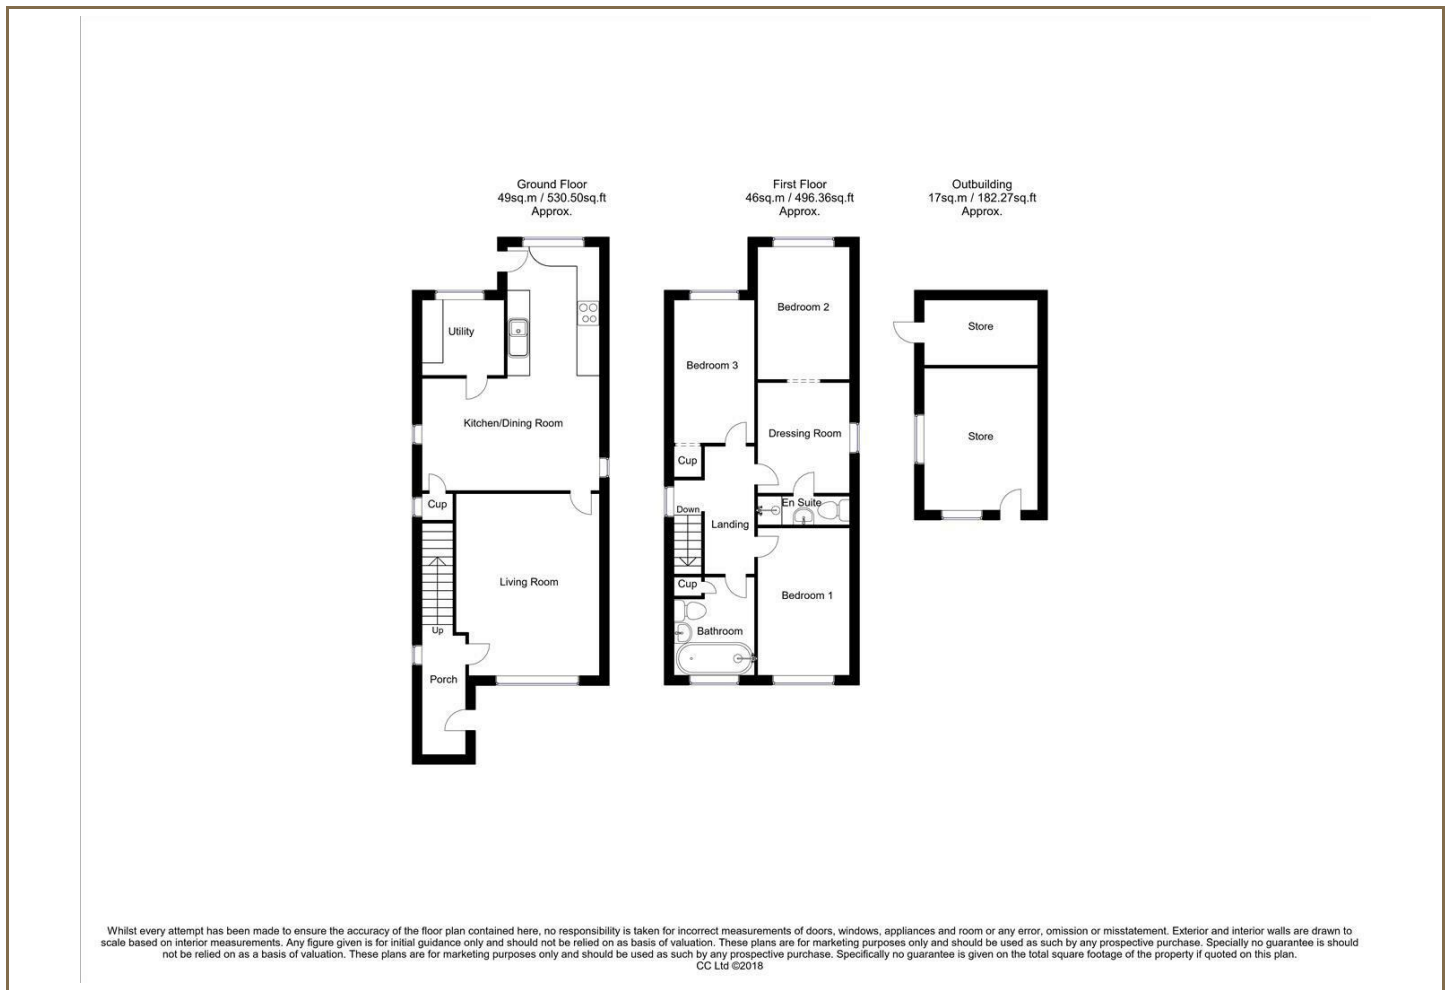 Ground Floor
49sq.m / 530.50sq.ft
Approx.
First Floor
46sq.m / 496.36sq.ft
Approx.
Outbuilding
17sq.m / 182.27sq.ft
Approx.
Utility
Kitchen/Dining Room
Cup
Living Room
Up
Porch
Bedroom 2
Bedroom 3
Dressing Room
Cup
En Suite
Down
Landing
Cup
Bedroom 1
Bathroom
Store
Store
Whilst every attempt has been made to ensure the accuracy of the floor plan contained here, no responsibility is taken for incorrect measurements of doors, windows, appliances and room or any error, omission or misstatement. Exterior and interior walls are drawn to
scale based on interior measurements. Any figure given is for initial guidance only and should not be relied on as basis of valuation. These plans are for marketing purposes only and should be used as such by any prospective purchase. Specially no guarantee is should
not be relied on as a basis of valuation. These plans are for marketing purposes only and should be used as such by any prospective purchase. Specifically no guarantee is given on the total square footage of the property if quoted on this plan.
CC Ltd ©2018